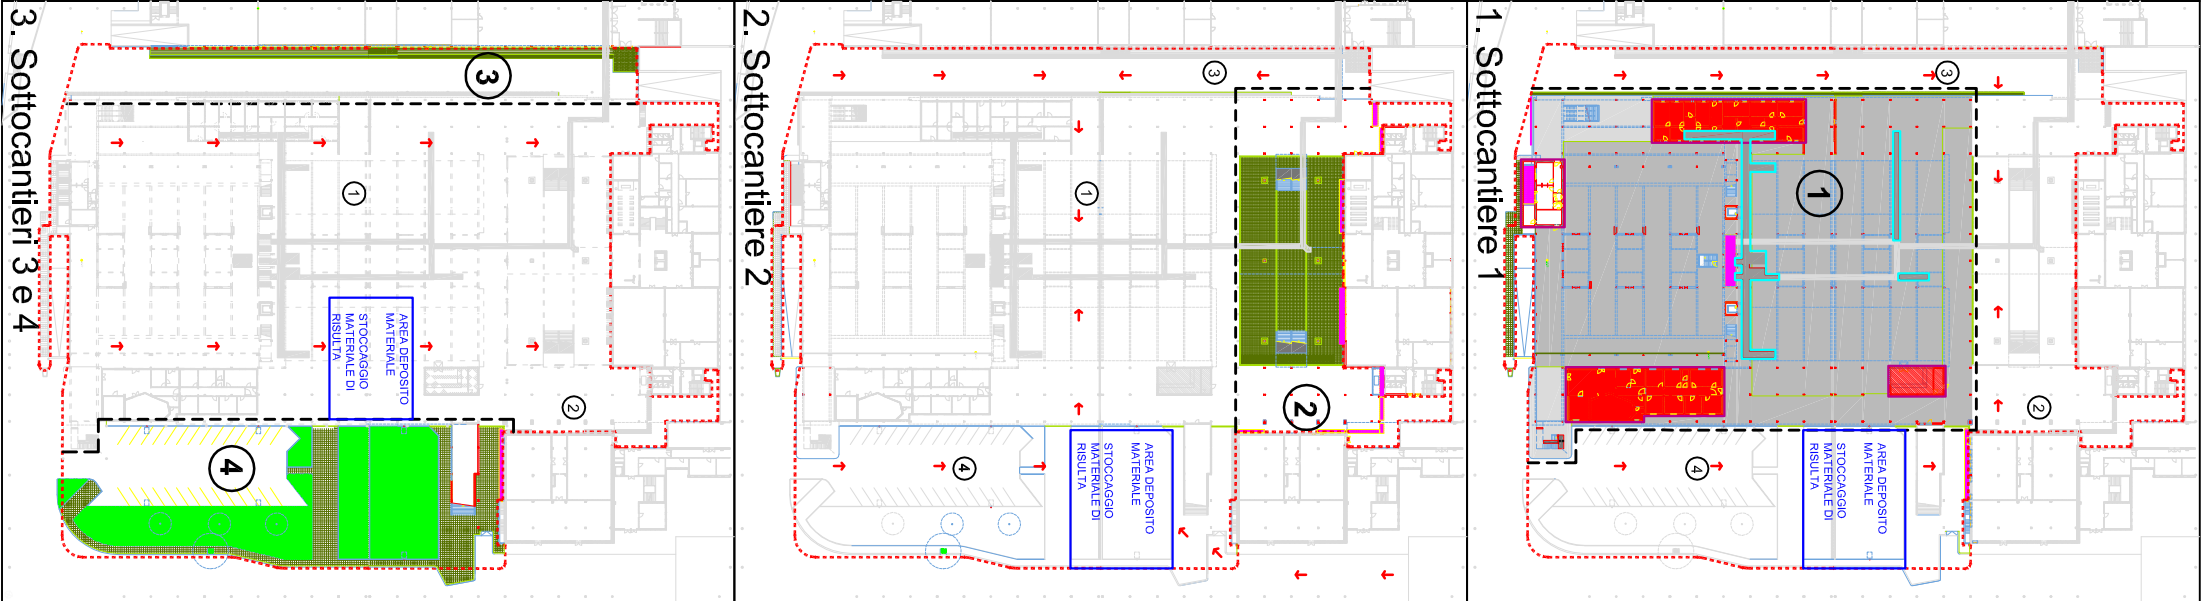 1. Sottocantiere 1
3
1
2
4
AREA DEPOSITO
MATERIALE
STOCCAGGIO
MATERIALE DI
RISULTA
2. Sottocantiere 2
3
1
2
4
AREA DEPOSITO
MATERIALE
STOCCAGGIO
MATERIALE DI
RISULTA
3. Sottocantieri 3 e 4
3
1
2
4
AREA DEPOSITO
MATERIALE
STOCCAGGIO
MATERIALE DI
RISULTA